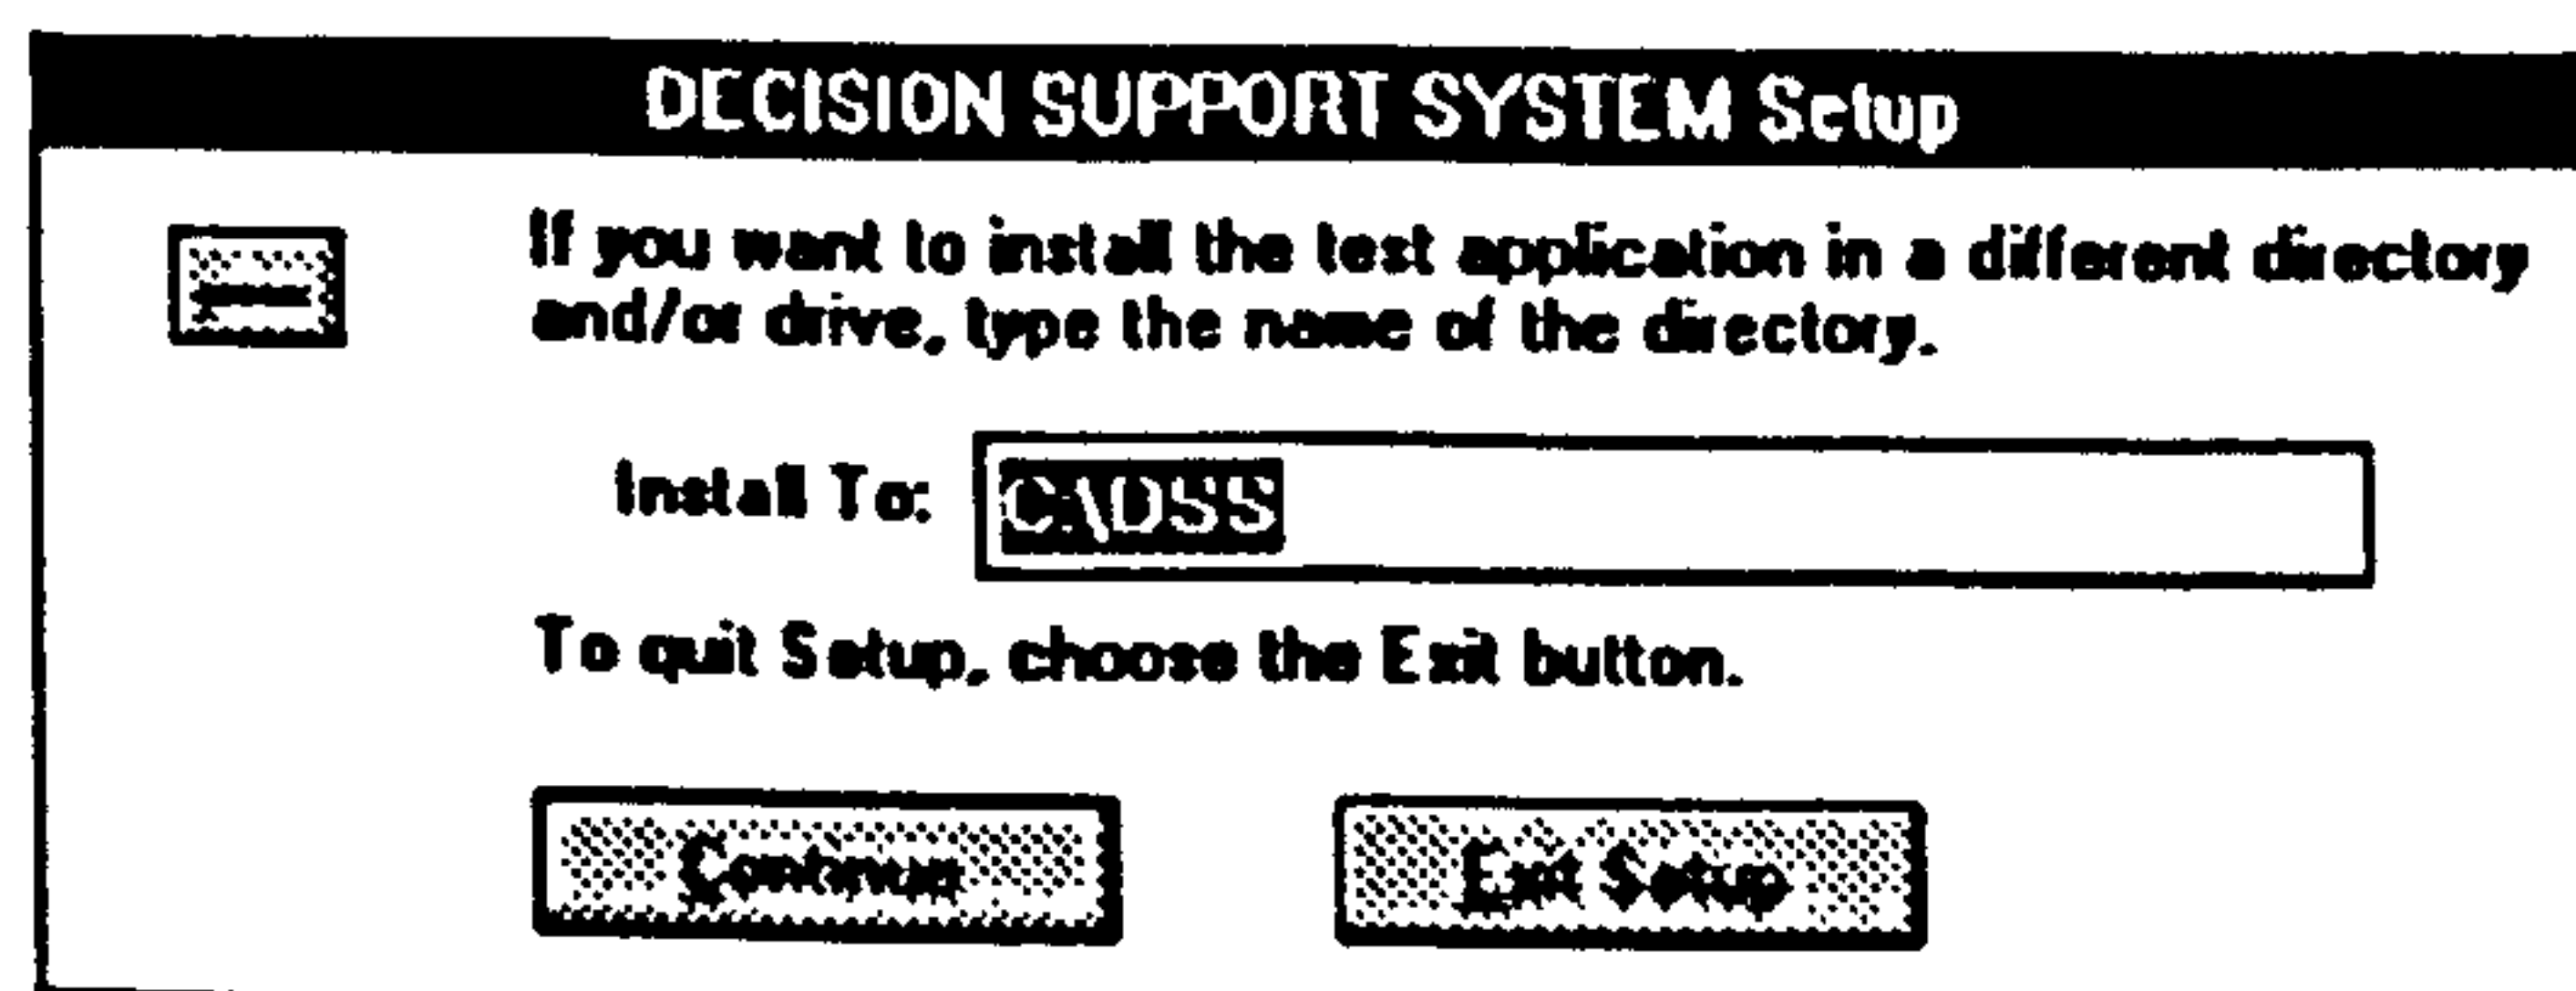 DECISION SUPPORT SYSTEM Setup
If you want to install the test application in a different directory
and/or drive, type the name of the directory.
Install To: C:\DSS
To quit Setup, choose the Exit button.
Continue Exit Setup